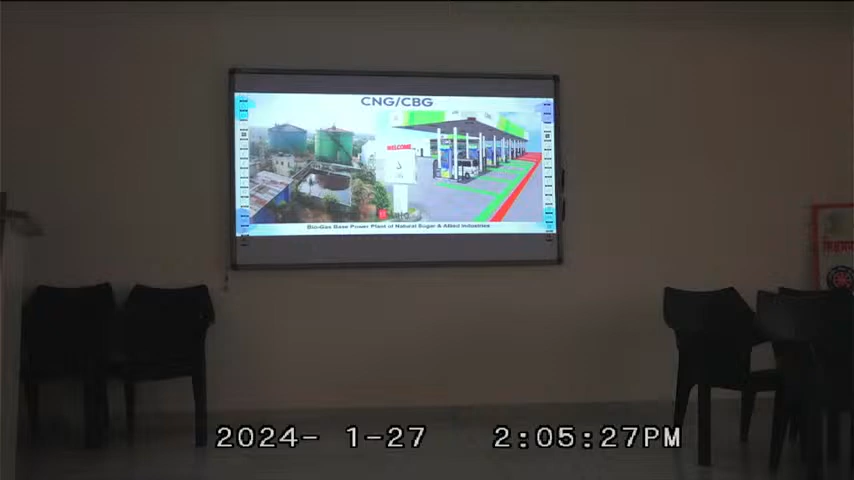 CNG/CBG
WELCOME
Bio-Gas Base Power Plant of Natural Sugar & Allied Industries
2024- 1-27 2:05:27PM